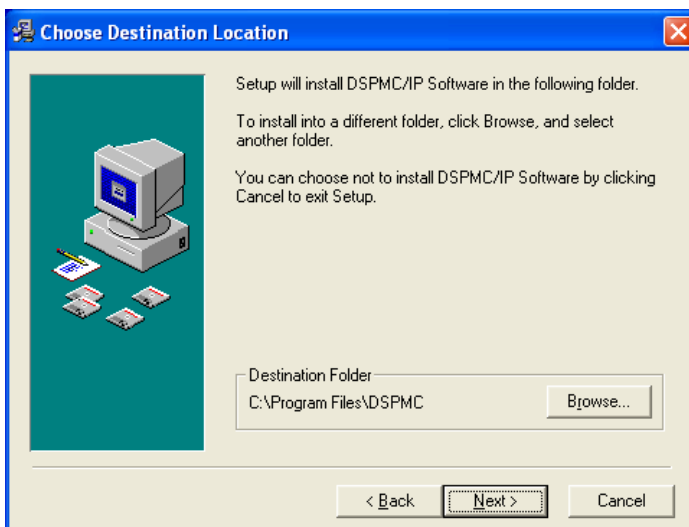 Choose Destination Location
Setup will install DSPMC/IP Software in the following folder.
To install into a different folder, click Browse, and select
another folder.
You can choose not to install DSPMC/IP Software by clicking
Cancel to exit Setup.
Destination Folder
C:\Program Files\DSPMC
Browse...
< Back
Next >
Cancel